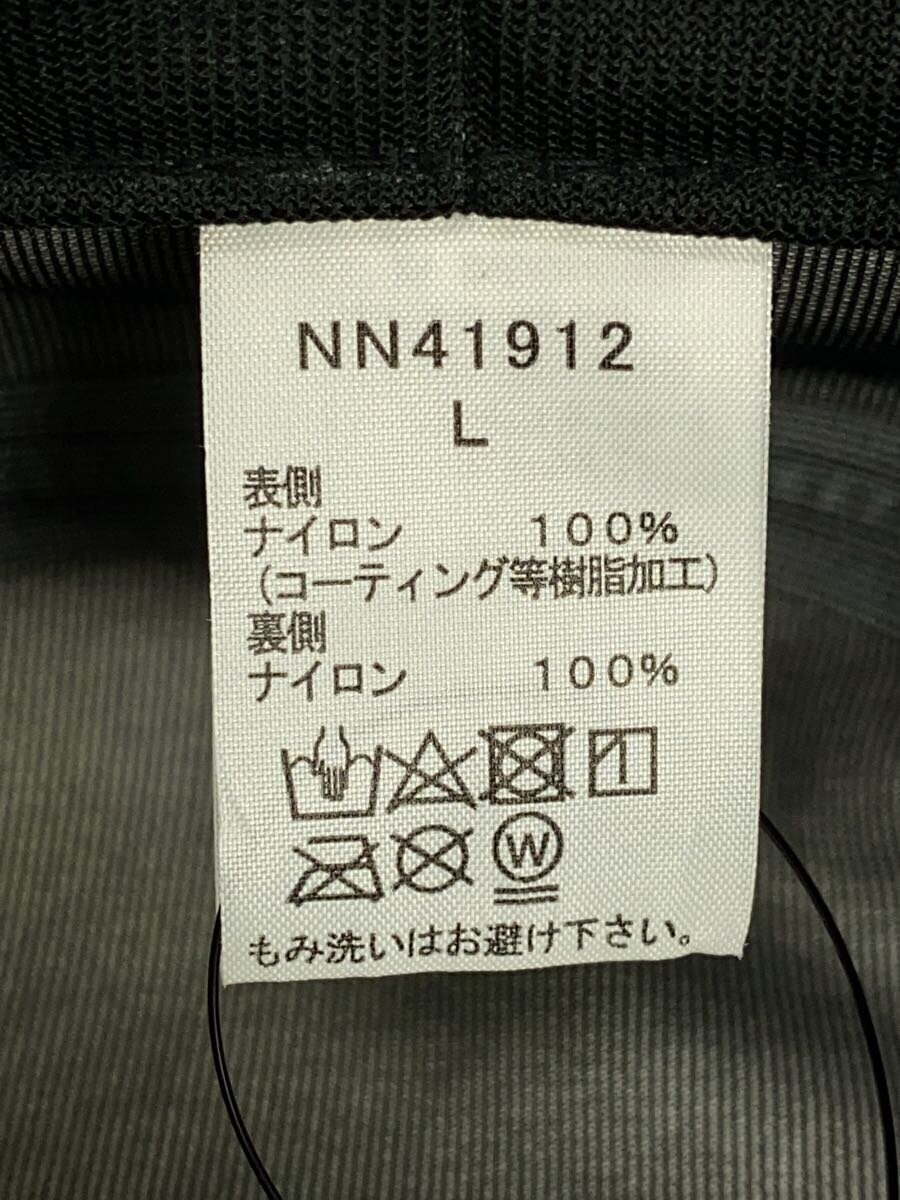 NN41912
L
表側
ナイロン 100%
(コーティング等樹脂加工)
裏側
ナイロン 100%
W
もみ洗いはお避け下さい。